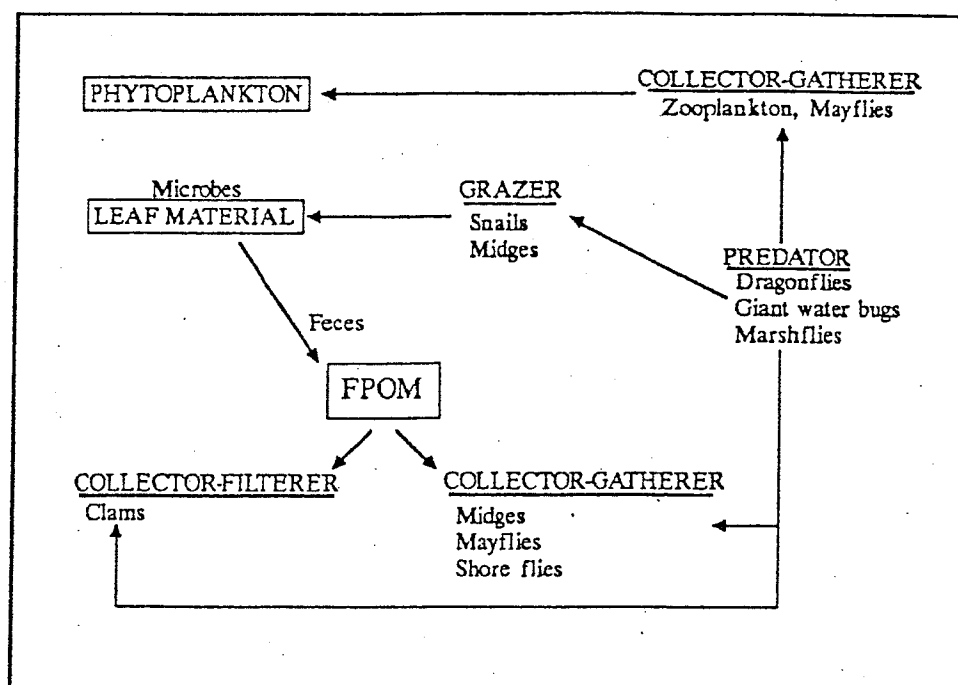 COLLECTOR-GATHERER
PHYTOPLANKTON
Zooplankton, Mayflies
Microbes
LEAF MATERIAL
GRAZER
Snails
Midges
PREDATOR
Dragonflies
Giant water bugs
Marshflies
Feces
FPOM
COLLECTOR-FILTERER
Clams
COLLECTOR-GATHERER
Midges
Mayflies
Shore flies